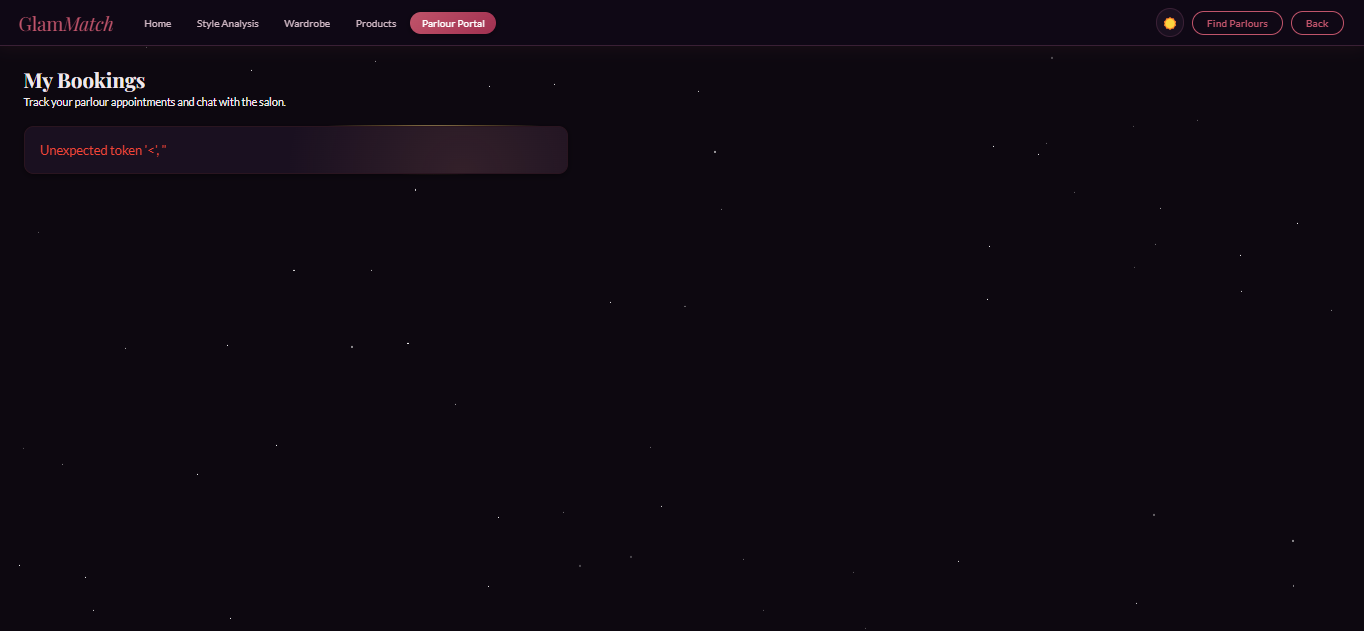 GlamMatch
Home
Style Analysis
Wardrobe
Products
Parlour Portal
Find Parlours
Back
My Bookings
Track your parlour appointments and chat with the salon.
Unexpected token '<', "